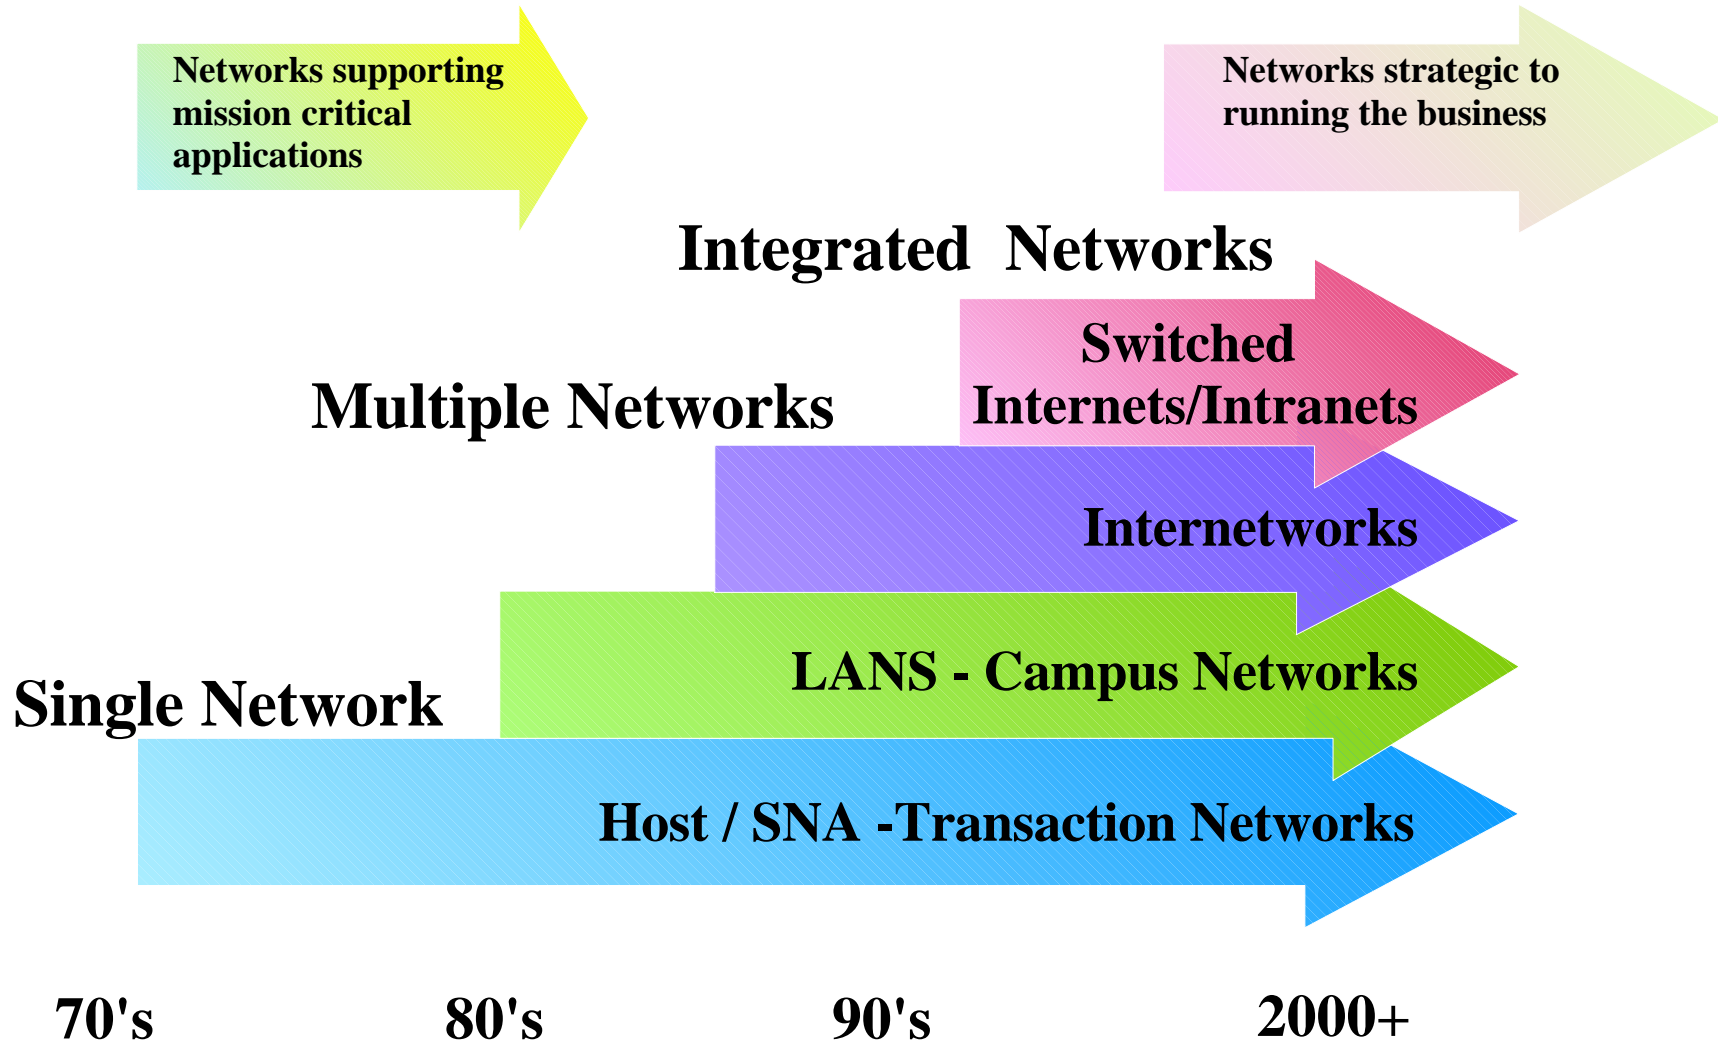 Networks supporting
mission critical
applications
Networks strategic to
running the business
Integrated Networks
Switched
Internets/Intranets
Multiple Networks
Internetworks
LANS - Campus Networks
Single Network
Host / SNA -Transaction Networks
70's 80's 90's 2000+